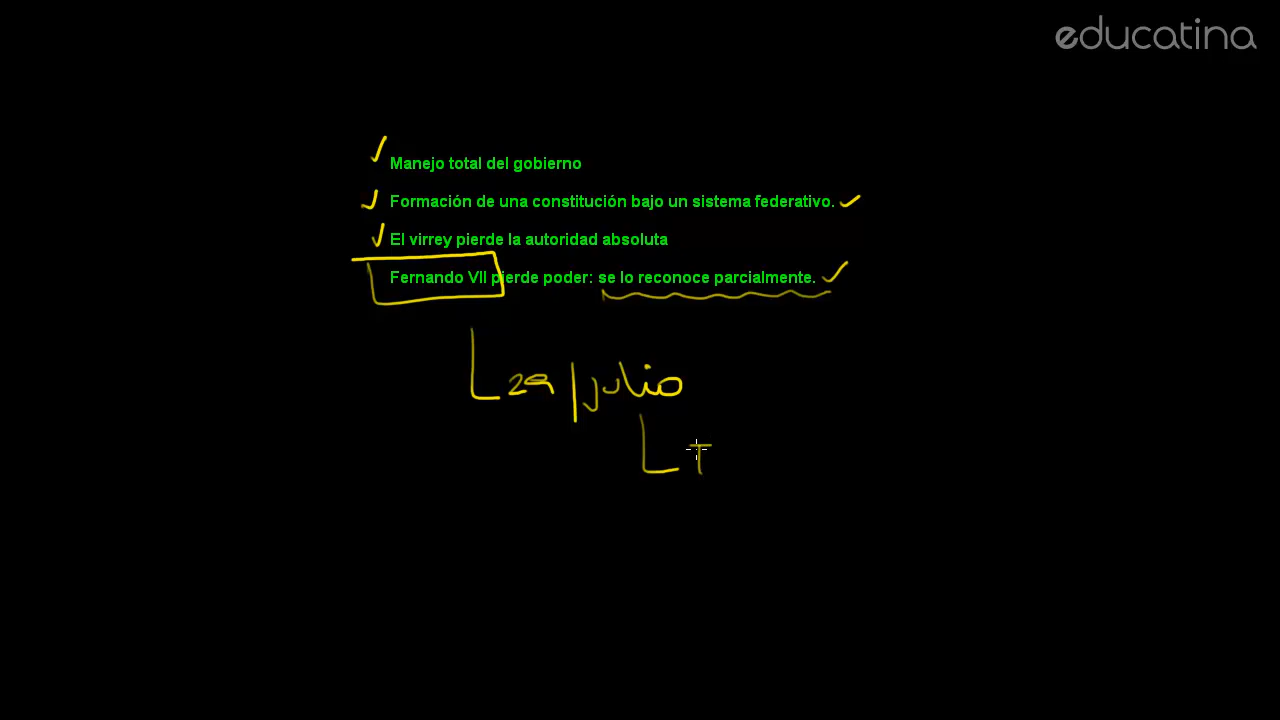 educatina
Manejo total del gobierno
Formación de una constitución bajo un sistema federativo.
El virrey pierde la autoridad absoluta
Fernando VII pierde poder: se lo reconoce parcialmente.
29/julio
T